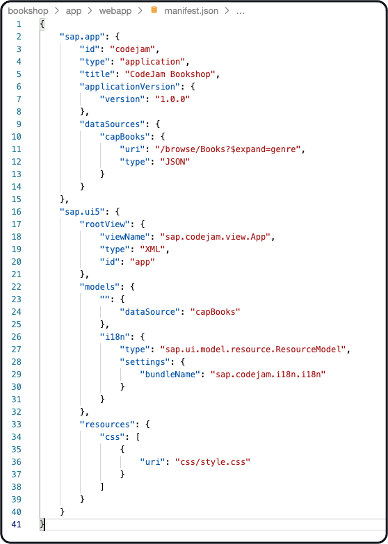 bookshop > app > webapp > manifest.json > ...
1 {
2 "sap.app": {
3 "id": "codejam",
4 "type": "application",
5 "title": "CodeJam Bookshop",
6 "applicationVersion": {
7 "version": "1.0.0"
8 },
9 "dataSources": {
10 "capBooks": {
11 "uri": "/browse/Books?$expand=genre",
12 "type": "JSON"
13 }
14 }
15 },
16 "sap.ui5": {
17 "rootView": {
18 "viewName": "sap.codejam.view.App",
19 "type": "XML",
20 "id": "app"
21 },
22 "models": {
23 "": {
24 "dataSource": "capBooks"
25 },
26 "i18n": {
27 "type": "sap.ui.model.resource.ResourceModel",
28 "settings": {
29 "bundleName": "sap.codejam.i18n.i18n"
30 }
31 }
32 },
33 "resources": {
34 "css": [
35 {
36 "uri": "css/style.css"
37 }
38 ]
39 }
40 }
41 }